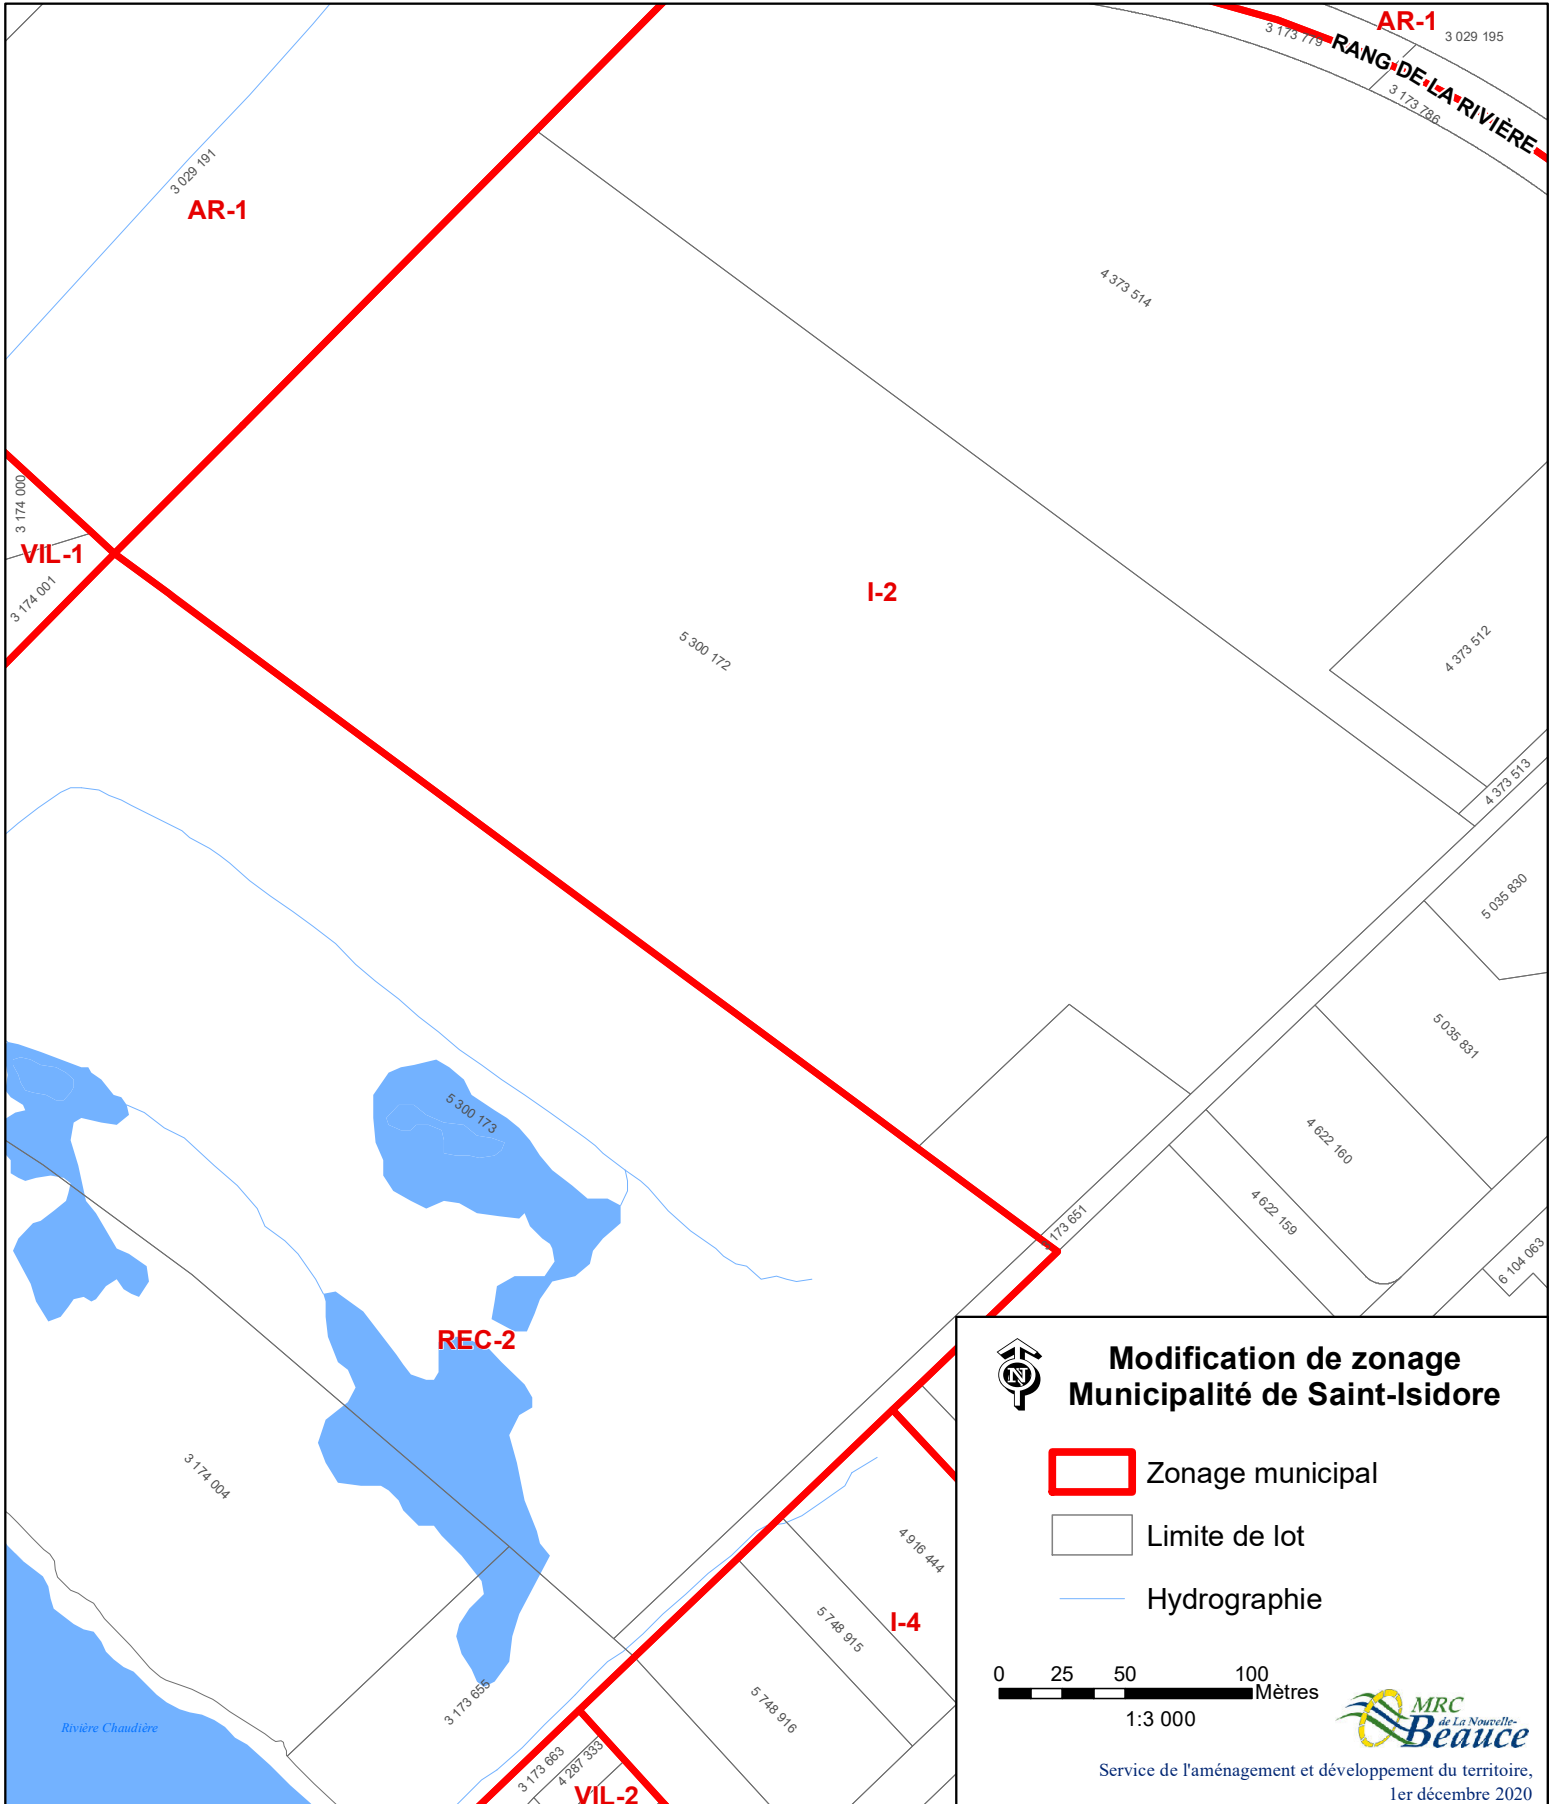 AR-1
3 029 195
3 173 779
RANG DE LA RIVIÈRE
3 173 786
3 029 191
AR-1
4 373 514
3 174 000
VIL-1
3 174 001
I-2
5 300 172
4 373 512
4 373 513
5 035 830
5 035 831
5 300 173
4 622 160
4 622 159
173 651
6 104 063
REC-2
3 174 004
4 916 444
I-4
5 748 915
5 748 916
3 173 655
Rivière Chaudière
3 173 663
4 287 333
VIL-2
N
Modification de zonage
Municipalité de Saint-Isidore
Zonage municipal
Limite de lot
Hydrographie
0 25 50 100
Mètres
1:3 000
MRC
de La Nouvelle-
Beauce
Service de l'aménagement et développement du territoire,
1er décembre 2020